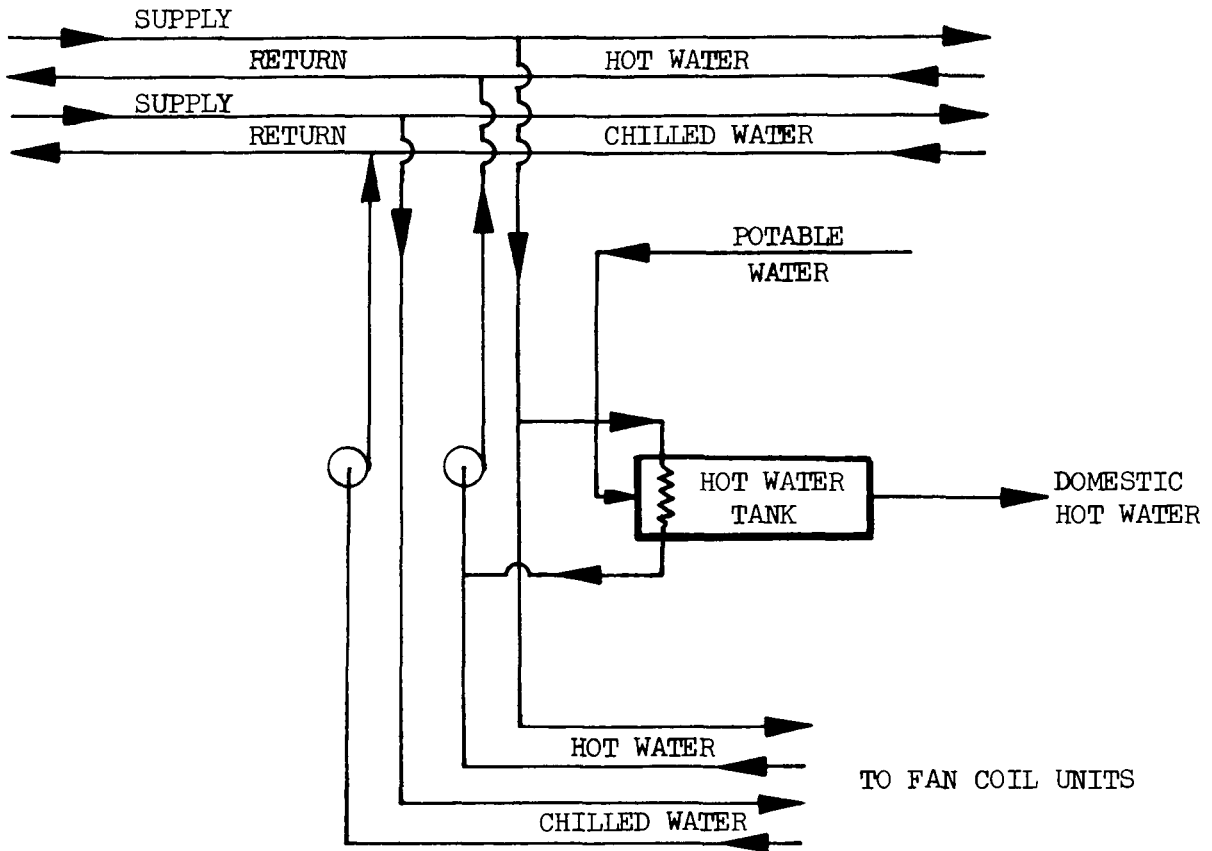 SUPPLY
RETURN HOT WATER
SUPPLY
RETURN CHILLED WATER
POTABLE
WATER
HOT WATER
TANK
DOMESTIC
HOT WATER
HOT WATER
TO FAN COIL UNITS
CHILLED WATER